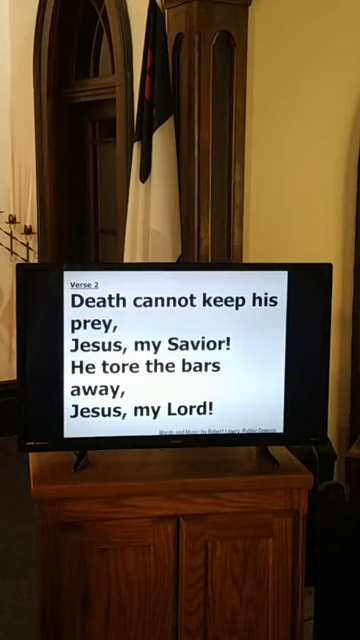 Verse 2
Death cannot keep his
prey,
Jesus, my Savior!
He tore the bars
away,
Jesus, my Lord!
Words and Music by Robert Lowry; Public Domain